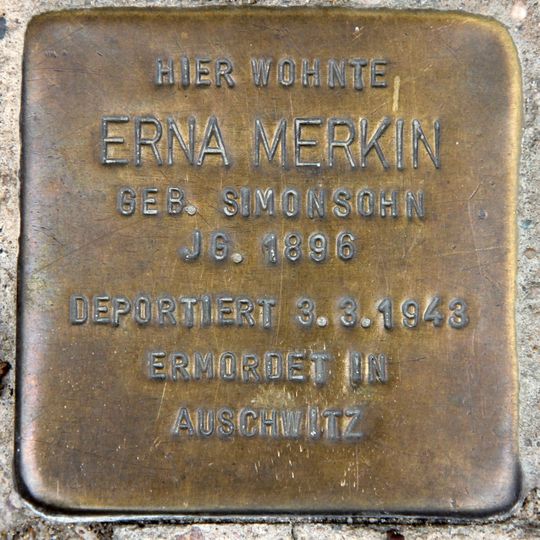 HIER WOHNTE
ERNA MERKIN
GEB. SIMONSOHN
JG. 1896
DEPORTIERT 3.3.1943
ERMORDET IN
AUSCHWITZ